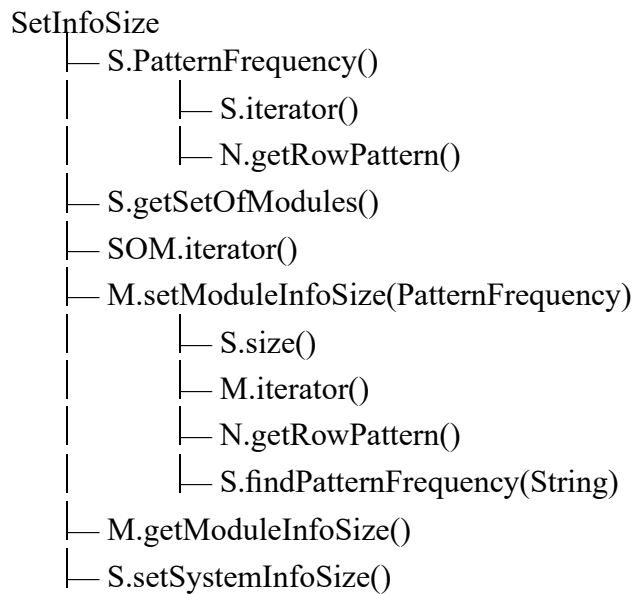 SetInfoSize
S.PatternFrequency()
S.iterator()
N.getRowPattern()
S.getSetOfModules()
SOM.iterator()
M.setModuleInfoSize(PatternFrequency)
S.size()
M.iterator()
N.getRowPattern()
S.findPatternFrequency(String)
M.getModuleInfoSize()
S.setSystemInfoSize()